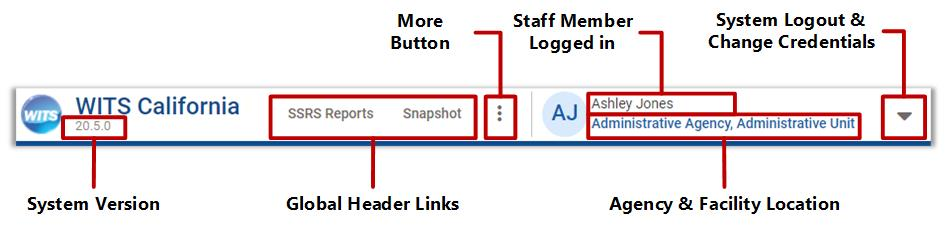 More
Button
Staff Member
Logged in
System Logout &
Change Credentials
WITS
WITS California
20.5.0
SSRS Reports
Snapshot
AJ
Ashley Jones
Administrative Agency, Administrative Unit
System Version
Global Header Links
Agency & Facility Location